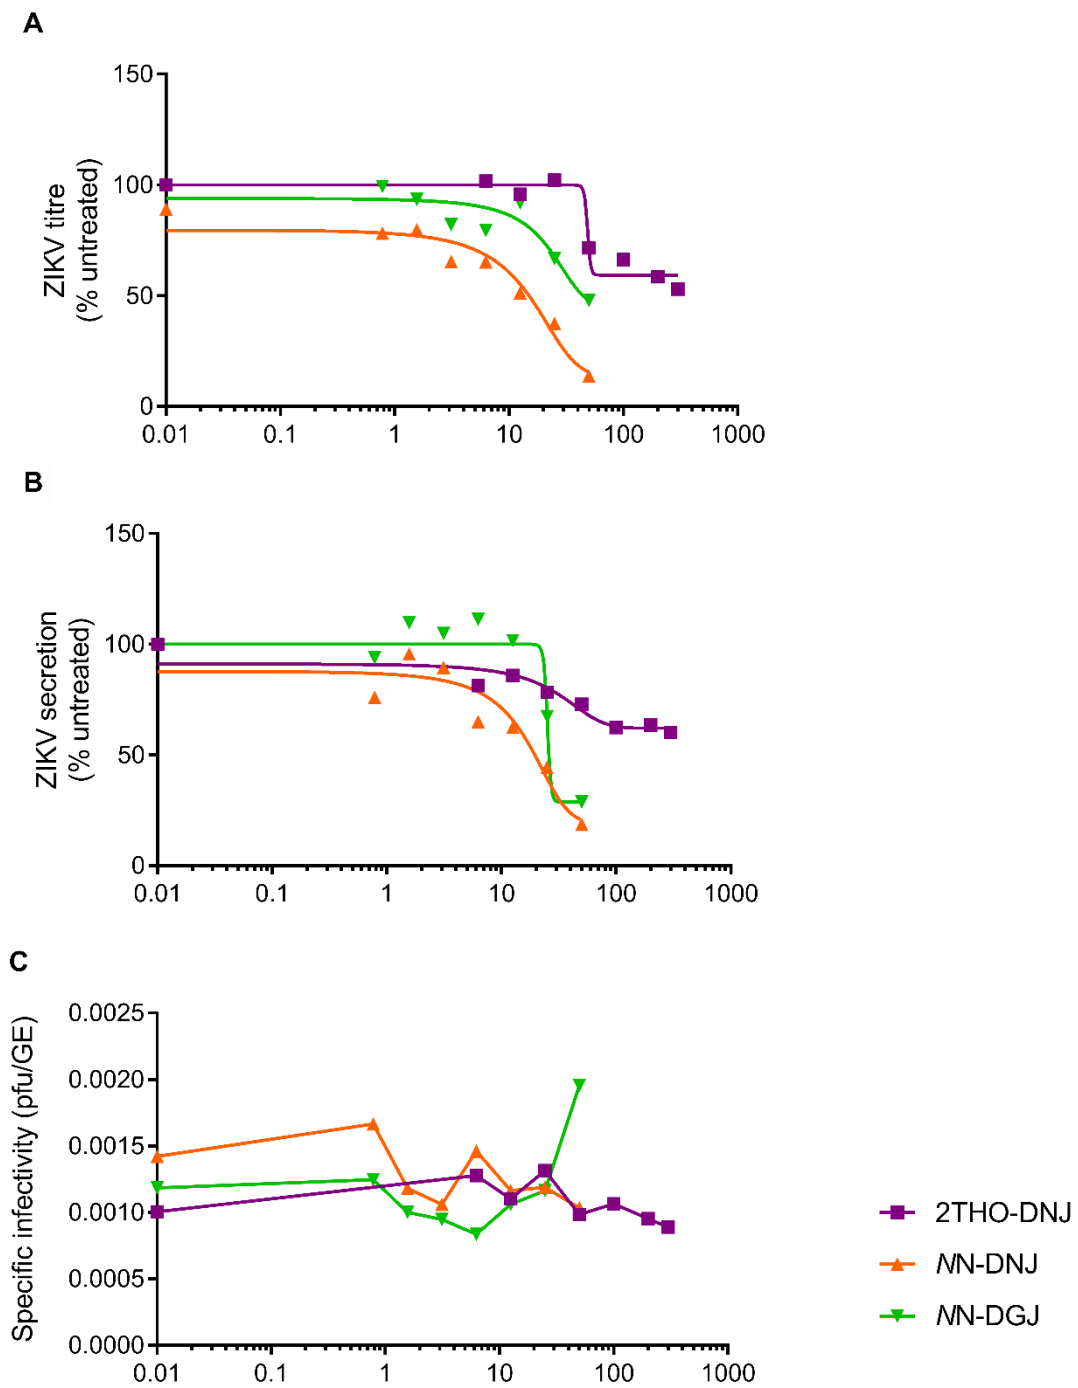 A
ZIKV titre
(% untreated)
150
100
50
0
0.01 0.1 1 10 100 1000
B
ZIKV secretion
(% untreated)
150
100
50
0
0.01 0.1 1 10 100 1000
C
Specific infectivity (pfu/GE)
0.0025
0.0020
0.0015
0.0010
0.0005
0.0000
0.01 0.1 1 10 100 1000
2THO-DNJ
NN-DNJ
NN-DGJ